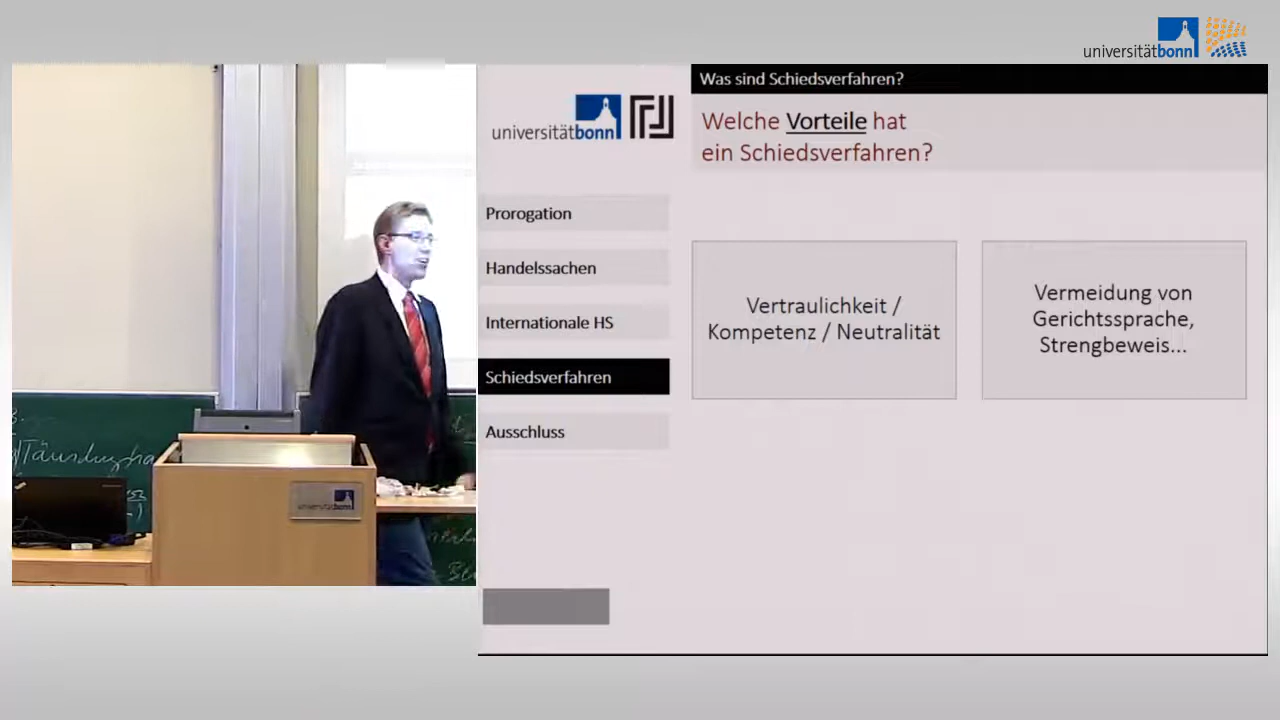 universitätbonn
Was sind Schiedsverfahren?
universitätbonn
Welche Vorteile hat
ein Schiedsverfahren?
Prorogation
Handelssachen
Internationale HS
Schiedsverfahren
Ausschluss
Vertraulichkeit /
Kompetenz / Neutralität
Vermeidung von
Gerichtssprache,
Strengbeweis...
universitätbonn